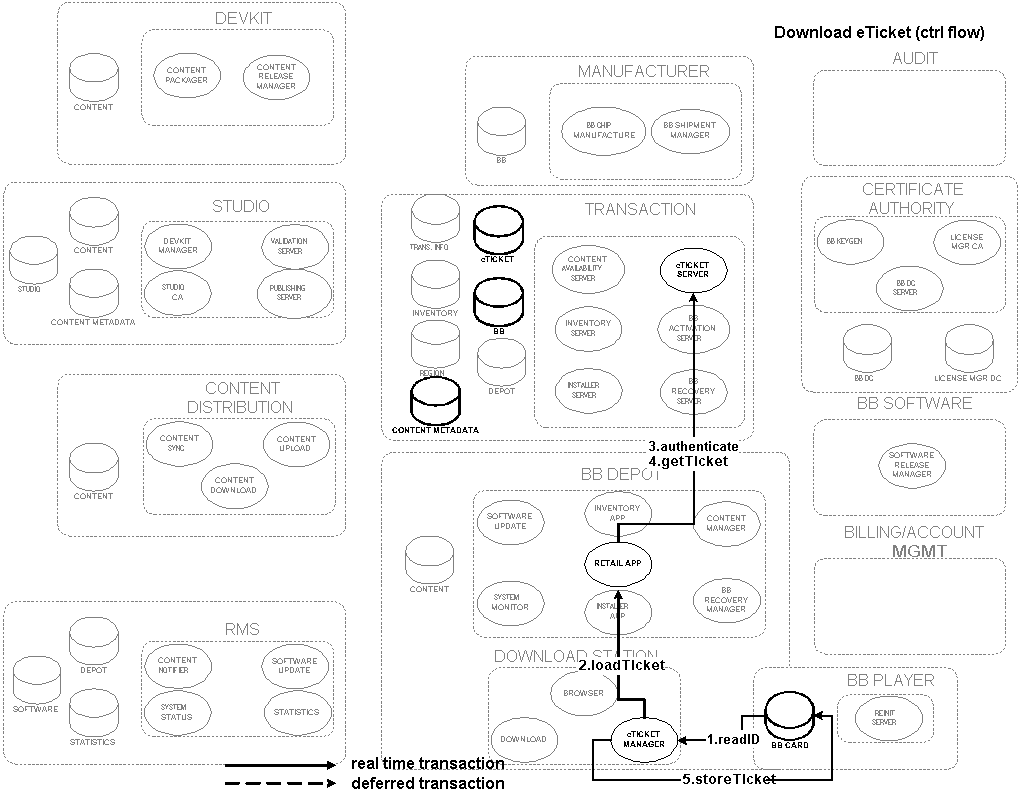 Download eTicket (ctrl flow)
DEVKIT
CONTENT
CONTENT
PACKAGER
CONTENT
RELEASE
MANAGER
MANUFACTURER
BB
BB CHIP
MANUFACTURE
BB SHIPMENT
MANAGER
AUDIT
STUDIO
STUDIO
CONTENT
CONTENT METADATA
DEVKIT
MANAGER
VALIDATION
SERVER
STUDIO
CA
PUBLISHING
SERVER
TRANSACTION
TRANS. INFO
eTICKET
INVENTORY
BB
REGION
DEPOT
CONTENT METADATA
CONTENT
AVAILABILITY
SERVER
eTICKET
SERVER
INVENTORY
SERVER
BB
ACTIVATION
SERVER
INSTALLER
SERVER
BB
RECOVERY
SERVER
CERTIFICATE
AUTHORITY
BB KEYGEN
LICENSE
MGR CA
BB DC
SERVER
BB DC
LICENSE MGR DC
CONTENT
DISTRIBUTION
CONTENT
CONTENT
SYNC
CONTENT
UPLOAD
CONTENT
DOWNLOAD
3.authenticate
4.getTIcket
BB DEPOT
CONTENT
SOFTWARE
UPDATE
INVENTORY
APP
CONTENT
MANAGER
RETAIL APP
SYSTEM
MONITOR
INSTALLER
APP
BB
RECOVERY
MANAGER
BB SOFTWARE
SOFTWARE
RELEASE
MANAGER
BILLING/ACCOUNT
MGMT
RMS
SOFTWARE
DEPOT
STATISTICS
CONTENT
NOTIFIER
SOFTWARE
UPDATE
SYSTEM
STATUS
STATISTICS
DOWNLOAD STATION
2.loadTIcket
BROWSER
DOWNLOAD
eTICKET
MANAGER
1.readID
5.storeTIcket
BB PLAYER
BB CARD
REINIT
SERVER
real time transaction
deferred transaction